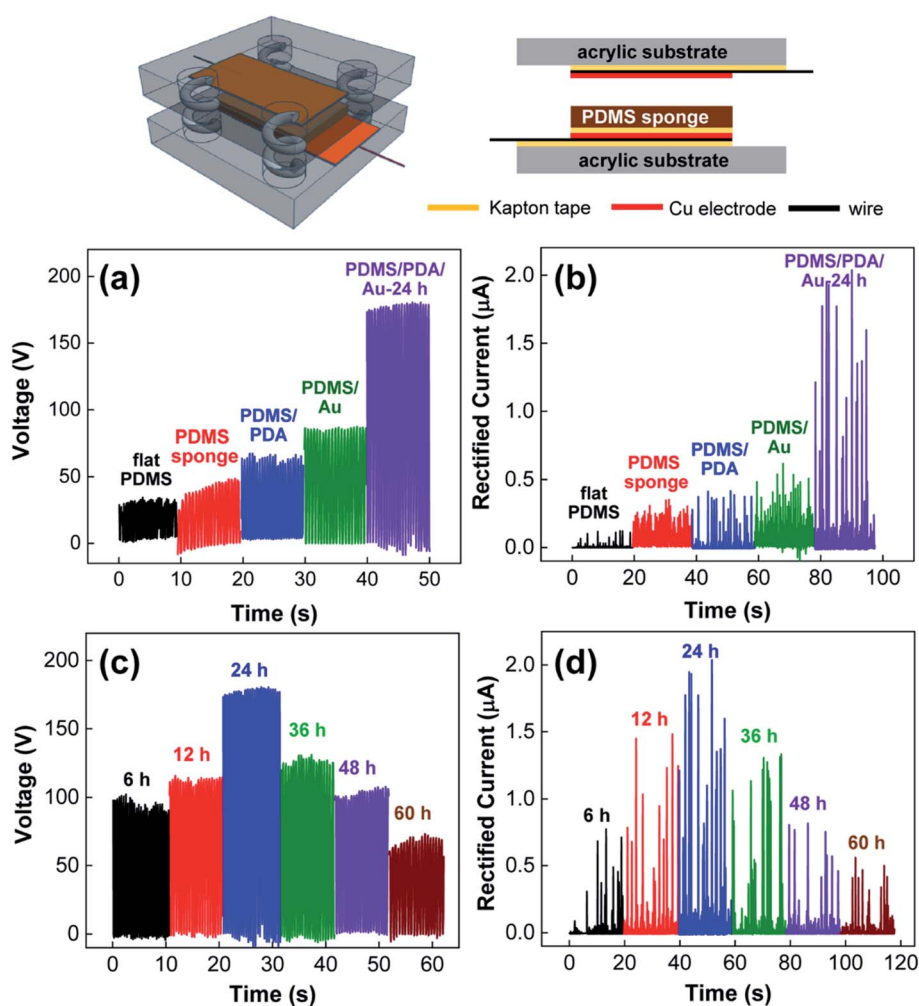 acrylic substrate
PDMS sponge
acrylic substrate
Kapton tape
Cu electrode
wire
(a)
Voltage (V)
200
150
100
50
0
flat
PDMS
PDMS
sponge
PDMS/
PDA
PDMS/
Au
PDMS/PDA/
Au-24 h
0 10 20 30 40 50
Time (s)
(b)
Rectified Current (μA)
2.0
1.5
1.0
0.5
0.0
flat
PDMS
PDMS
sponge
PDMS/
PDA
PDMS/
Au
PDMS/PDA/
Au-24 h
0 20 40 60 80 100
Time (s)
(c)
Voltage (V)
200
150
100
50
0
6 h
12 h
24 h
36 h
48 h
60 h
0 10 20 30 40 50 60
Time (s)
(d)
Rectified Current (μA)
2.0
1.5
1.0
0.5
0.0
6 h
12 h
24 h
36 h
48 h
60 h
0 20 40 60 80 100 120
Time (s)